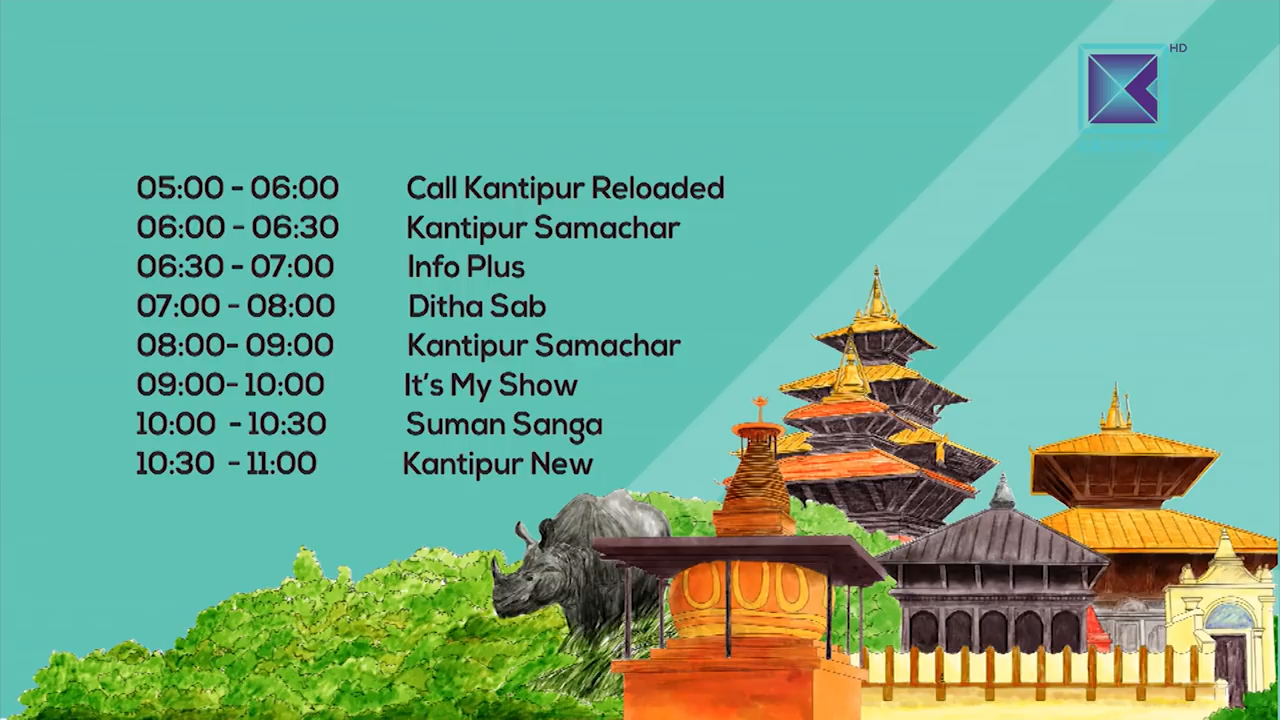 HD
05:00 - 06:00 Call Kantipur Reloaded
06:00 - 06:30 Kantipur Samachar
06:30 - 07:00 Info Plus
07:00 - 08:00 Ditha Sab
08:00- 09:00 Kantipur Samachar
09:00- 10:00 It's My Show
10:00 - 10:30 Suman Sanga
10:30 - 11:00 Kantipur New